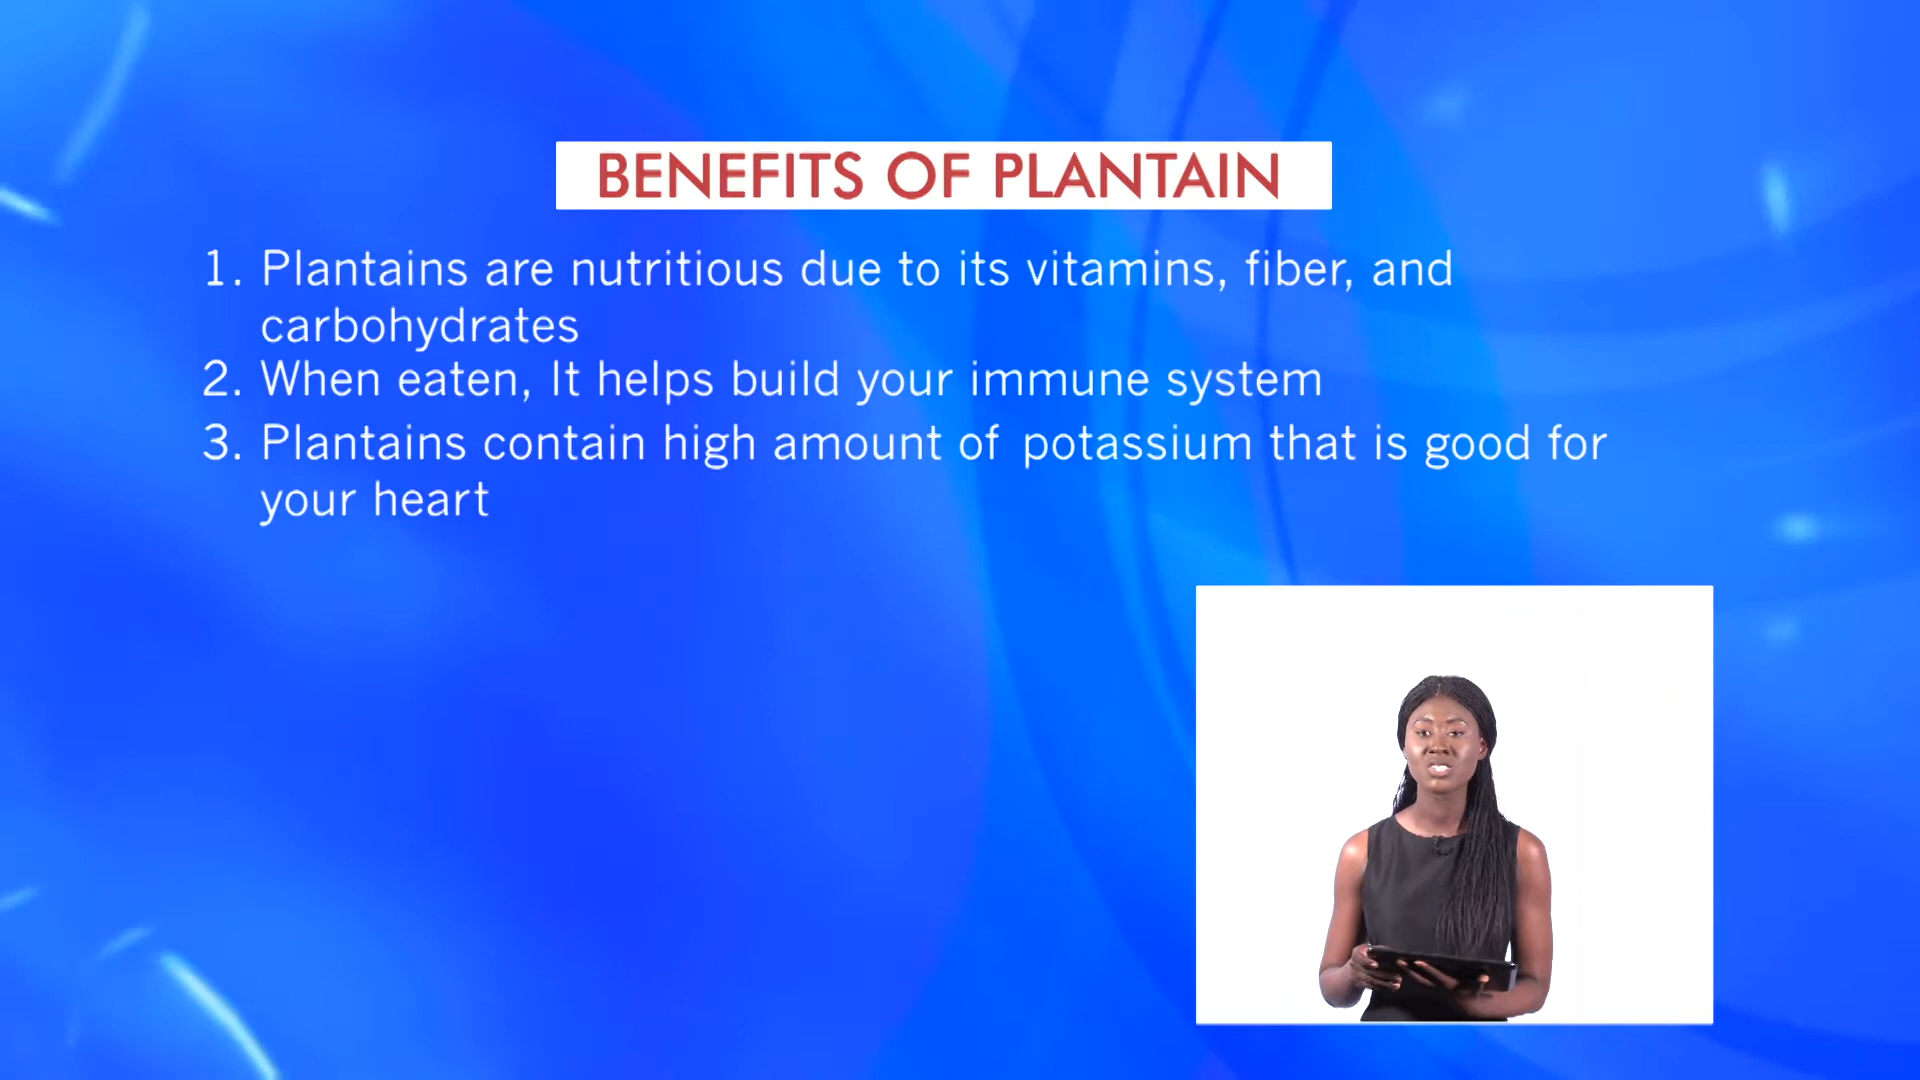 BENEFITS OF PLANTAIN
1. Plantains are nutritious due to its vitamins, fiber, and
carbohydrates
2. When eaten, It helps build your immune system
3. Plantains contain high amount of potassium that is good for
your heart